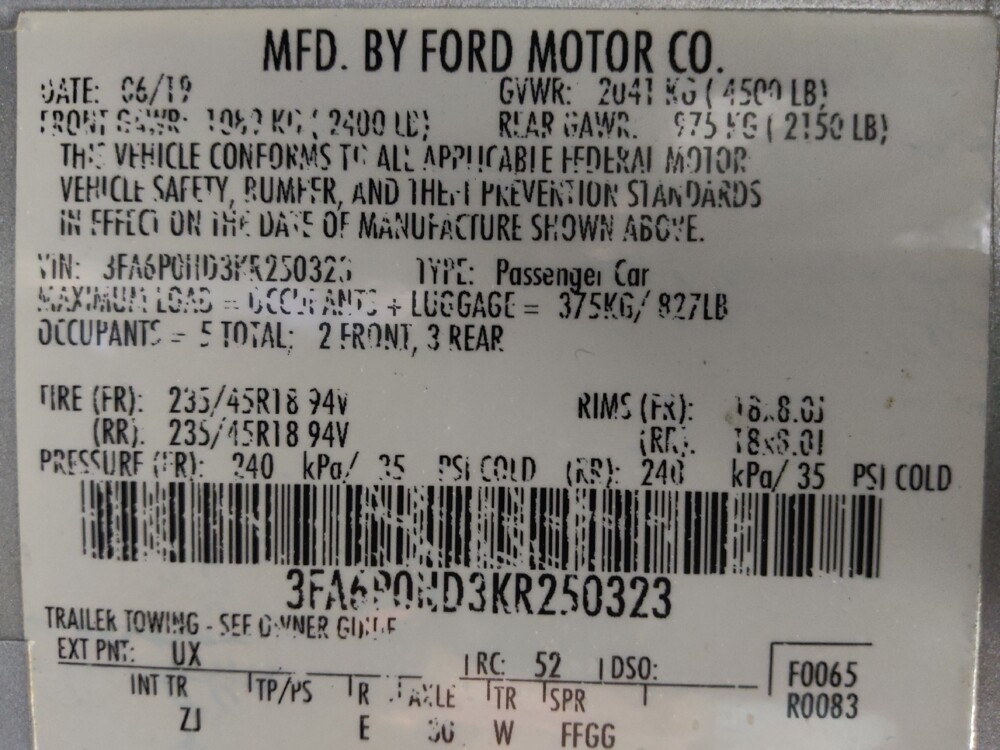 MFD. BY FORD MOTOR CO.
DATE: 06/19 GVWR: 2041 KG ( 4500 LB)
FRONT GAWR: 1089 KG ( 2400 LB) REAR GAWR: 975 KG ( 2150 LB)
THE VEHICLE CONFORMS TO ALL APPLICABLE FEDERAL MOTOR
VEHICLE SAFETY, BUMPER, AND THEFT PREVENTION STANDARDS
IN EFFECT ON THE DATE OF MANUFACTURE SHOWN ABOVE.
VIN: 3FA6P0HD3KR250323 TYPE: Passenger Car
MAXIMUM LOAD = OCCUPANTS + LUGGAGE = 375KG/ 827LB
OCCUPANTS = 5 TOTAL; 2 FRONT, 3 REAR
TIRE (FR): 235/45R18 94V RIMS (FR): 18x8.0J
(RR): 235/45R18 94V (RR): 18x8.0J
PRESSURE (FR): 240 kPa/ 35 PSI COLD (RR): 240 kPa/ 35 PSI COLD
3FA6P0HD3KR250323
TRAILER TOWING - SEE OWNER GUIDE
EXT PNT: UX RC: 52 DSO: F0065
INT TR TP/PS R AXLE TR SPR R0083
ZJ E W FFGG